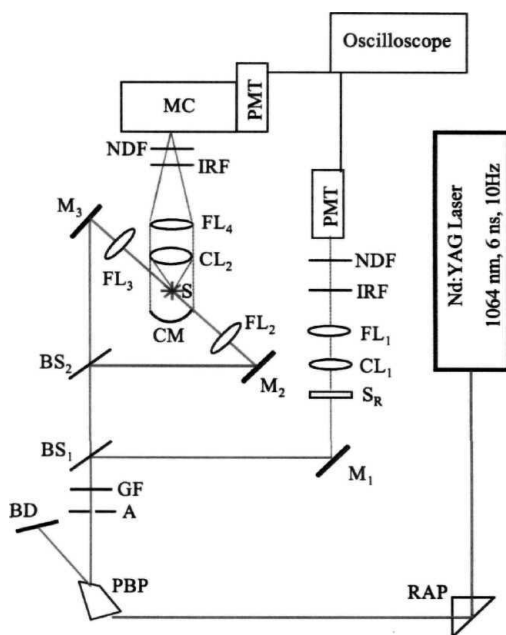 Oscilloscope
MC
PMT
NDF
IRF
M3
FL4
CL2
FL3
S
CM
FL2
M2
BS2
PMT
NDF
IRF
FL1
CL1
SR
M1
Nd:YAG Laser
1064 nm, 6 ns, 10Hz
BS1
GF
BD
A
PBP
RAP